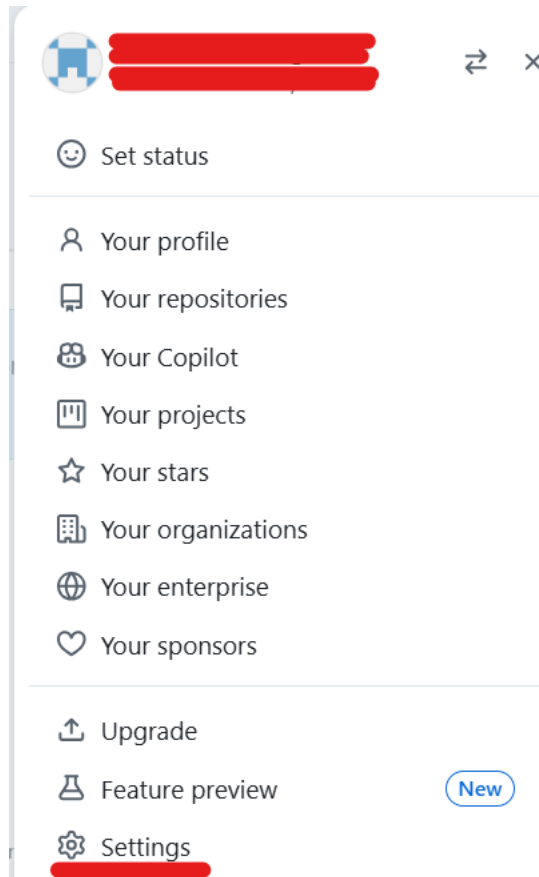 Set status
Your profile
Your repositories
Your Copilot
Your projects
Your stars
Your organizations
Your enterprise
Your sponsors
Upgrade
Feature preview
New
Settings